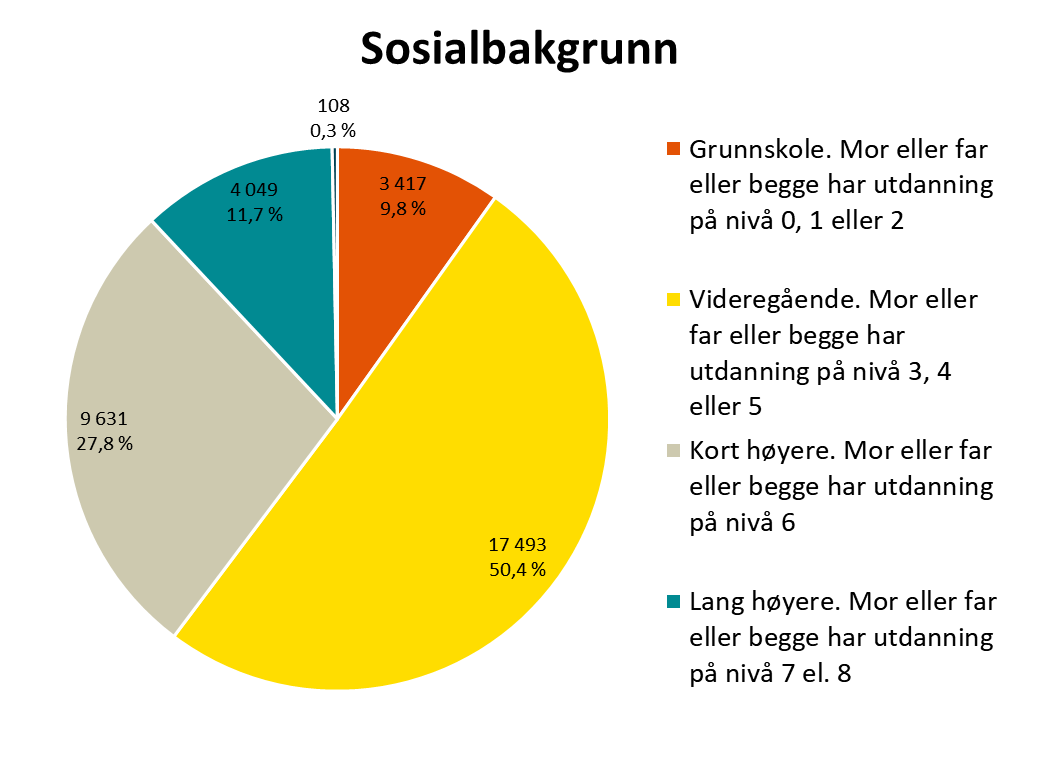 Sosialbakgrunn
108
0,3 %
3 417
9,8 %
4 049
11,7 %
9 631
27,8 %
17 493
50,4 %
Grunnskole. Mor eller far
eller begge har utdanning
på nivå 0, 1 eller 2
Videregående. Mor eller
far eller begge har
utdanning på nivå 3, 4
eller 5
Kort høyere. Mor eller far
eller begge har utdanning
på nivå 6
Lang høyere. Mor eller far
eller begge har utdanning
på nivå 7 el. 8